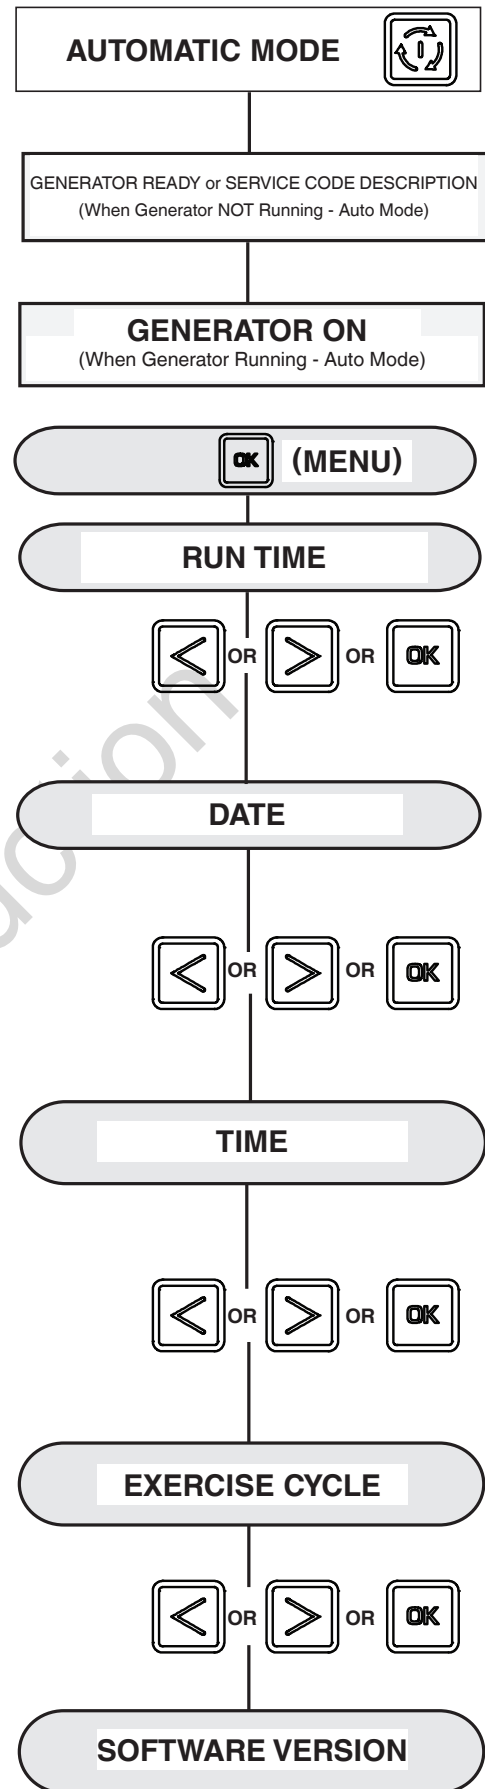 AUTOMATIC MODE
GENERATOR READY or SERVICE CODE DESCRIPTION
(When Generator NOT Running - Auto Mode)
GENERATOR ON
(When Generator Running - Auto Mode)
OK (MENU)
RUN TIME
< OR > OR OK
DATE
< OR > OR OK
TIME
< OR > OR OK
EXERCISE CYCLE
< OR > OR OK
SOFTWARE VERSION